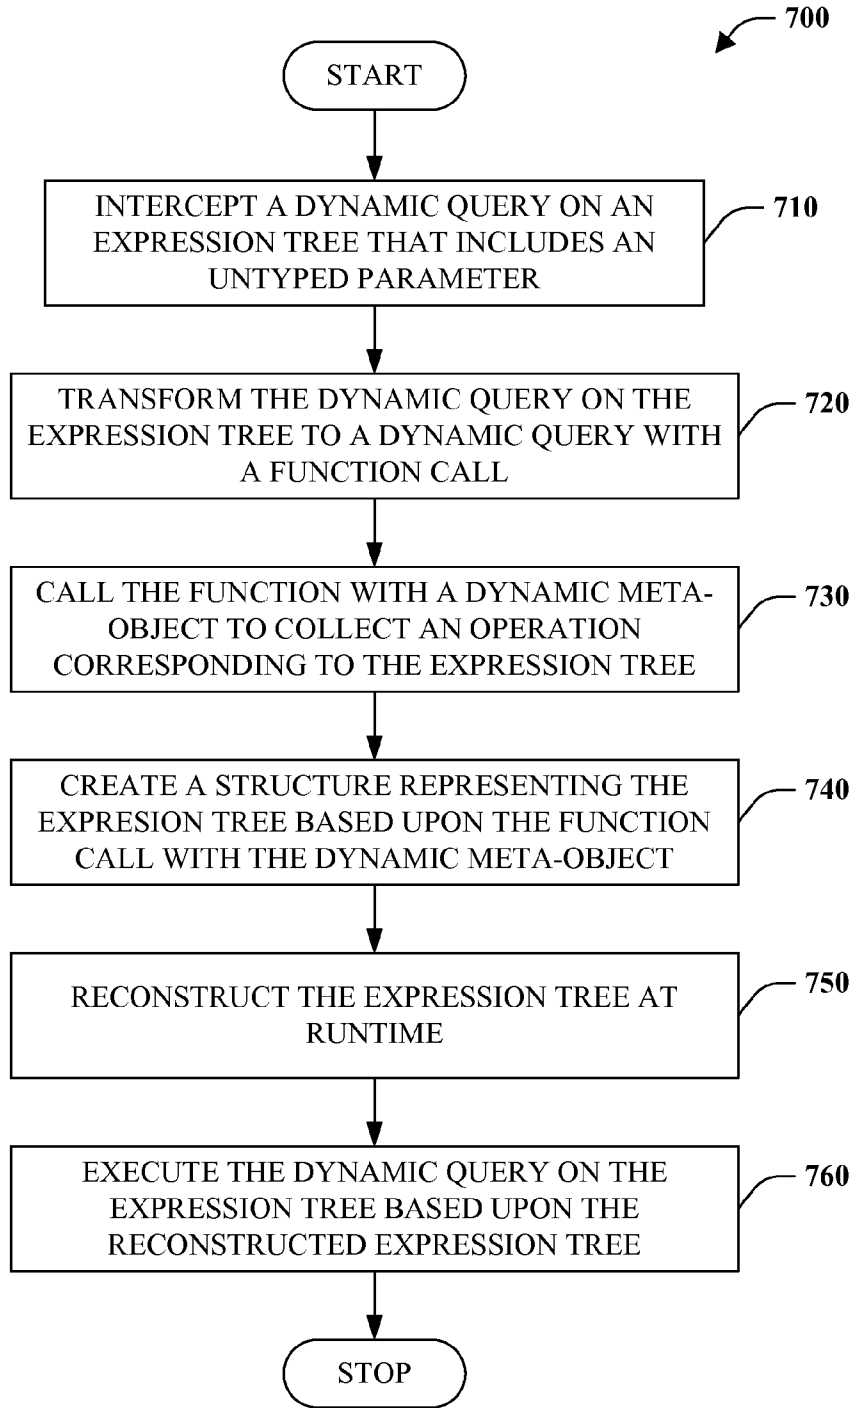 700
START
INTERCEPT A DYNAMIC QUERY ON AN
EXPRESSION TREE THAT INCLUDES AN
UNTYPED PARAMETER
710
TRANSFORM THE DYNAMIC QUERY ON THE
EXPRESSION TREE TO A DYNAMIC QUERY WITH
A FUNCTION CALL
720
CALL THE FUNCTION WITH A DYNAMIC META-
OBJECT TO COLLECT AN OPERATION
CORRESPONDING TO THE EXPRESSION TREE
730
CREATE A STRUCTURE REPRESENTING THE
EXPRESION TREE BASED UPON THE FUNCTION
CALL WITH THE DYNAMIC META-OBJECT
740
RECONSTRUCT THE EXPRESSION TREE AT
RUNTIME
750
EXECUTE THE DYNAMIC QUERY ON THE
EXPRESSION TREE BASED UPON THE
RECONSTRUCTED EXPRESSION TREE
760
STOP